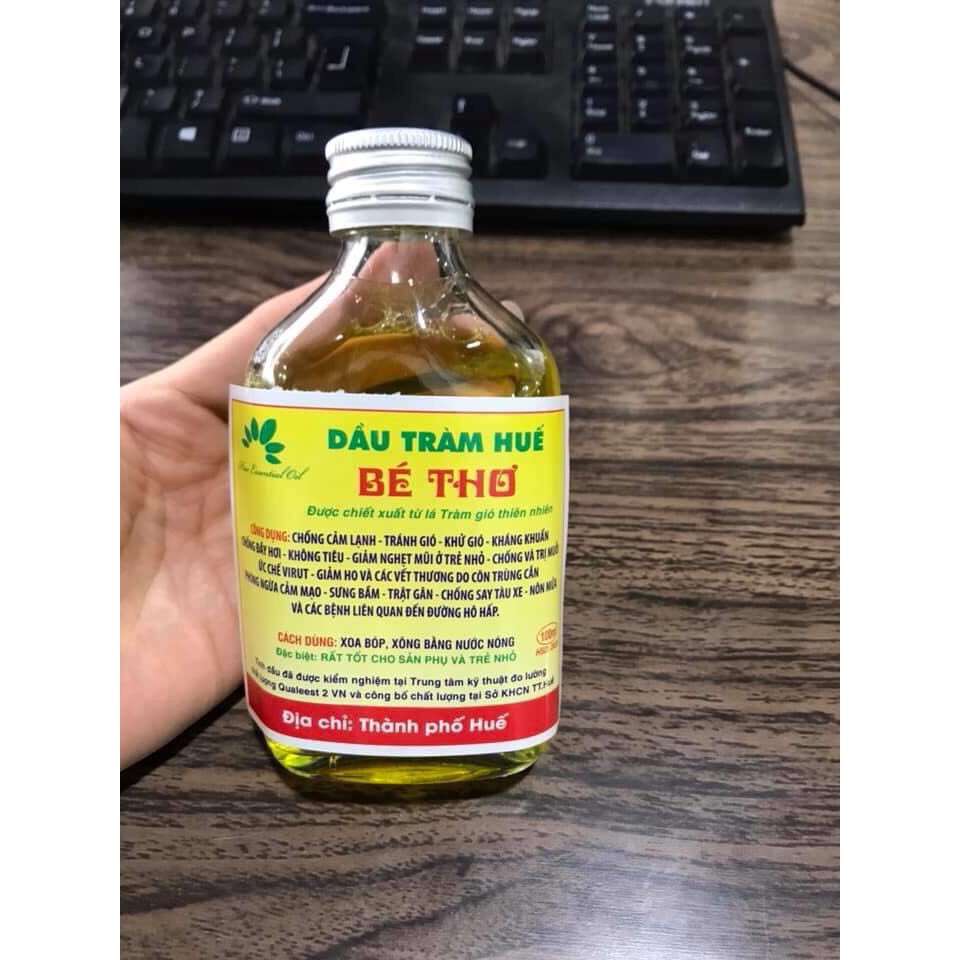 DẦU TRÀM HUẾ
BÉ THƠ
Essential Oil
Được chiết xuất từ lá Tràm gió thiên nhiên
CÔNG DỤNG: CHỐNG CẢM LẠNH - TRÁNH GIÓ - KHỬ GIÓ - KHÁNG KHUẨN
CHỐNG ĐẦY HƠI - KHÔNG TIÊU - GIẢM NGHẸT MŨI Ở TRẺ NHỎ - CHỐNG VÀ TRỊ MUỖI
ỨC CHẾ VIRUT - GIẢM HO VÀ CÁC VẾT THƯƠNG DO CÔN TRÙNG CẮN
PHÒNG NGỪA CẢM MẠO - SƯNG BẦM - TRẬT GÂN - CHỐNG SAY TÀU XE - NÔN MỬA
VÀ CÁC BỆNH LIÊN QUAN ĐẾN ĐƯỜNG HÔ HẤP.
CÁCH DÙNG: XOA BÓP, XÔNG BẰNG NƯỚC NÓNG
Đặc biệt: RẤT TỐT CHO SẢN PHỤ VÀ TRẺ NHỎ
100ml
HSD:
Tinh dầu đã được kiểm nghiệm tại Trung tâm kỹ thuật đo lường
lượng Qualeest 2 VN và công bố chất lượng tại Sở KHCN TT.Huế
Địa chỉ: Thành phố Huế